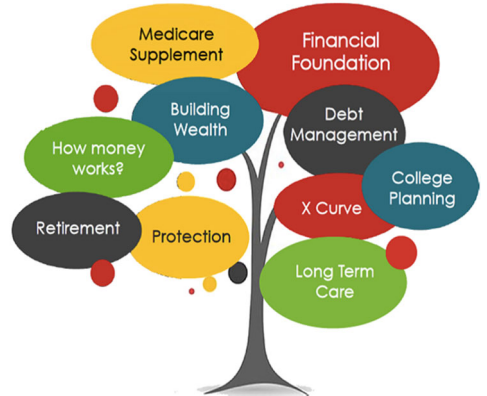 Medicare
Supplement
Financial
Foundation
Building
Wealth
Debt
Management
How money
works?
College
Planning
X Curve
Retirement
Protection
Long Term
Care